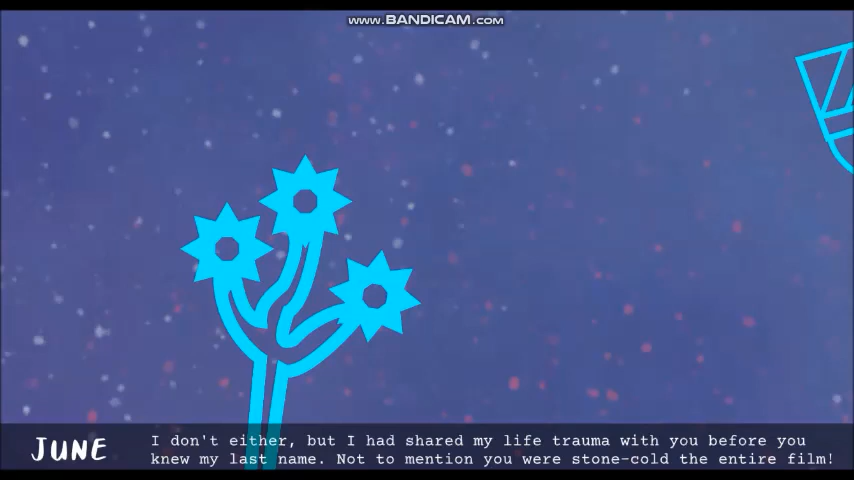 www.BANDICAM.com
JUNE
I don't either, but I had shared my life trauma with you before you
knew my last name. Not to mention you were stone-cold the entire film!